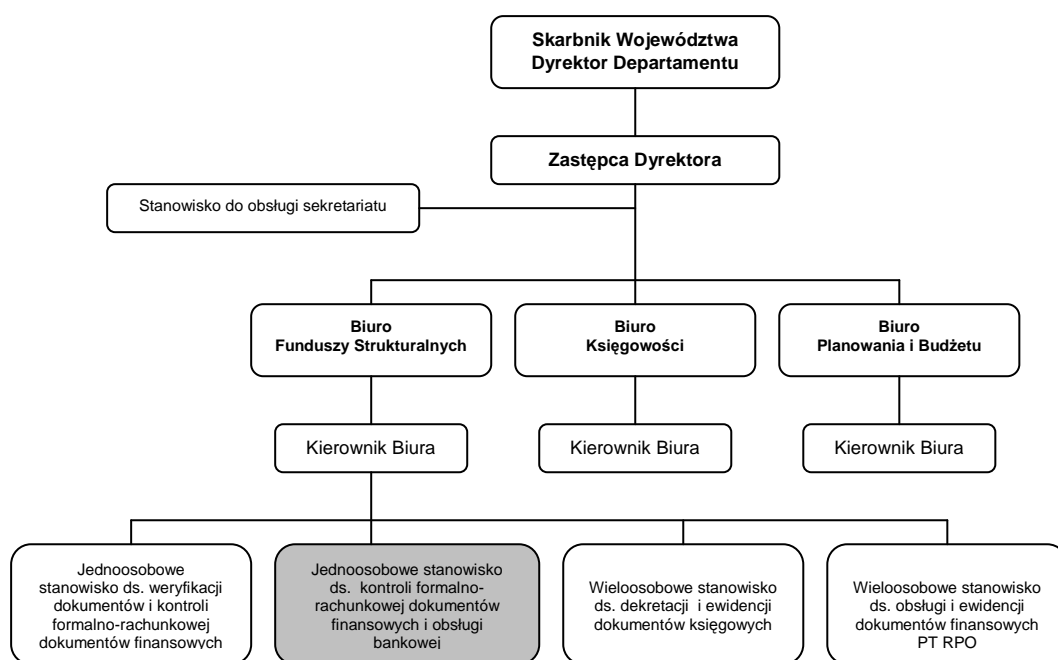 Skarbnik Województwa
Dyrektor Departamentu
Zastępca Dyrektora
Stanowisko do obsługi sekretariatu
Biuro
Funduszy Strukturalnych
Biuro
Księgowości
Biuro
Planowania i Budżetu
Kierownik Biura
Kierownik Biura
Kierownik Biura
Jednoosobowe
stanowisko ds. weryfikacji
dokumentów i kontroli
formalno-rachunkowej
dokumentów finansowych
Jednoosobowe stanowisko
ds. kontroli formalno-
rachunkowej dokumentów
finansowych i obsługi
bankowej
Wieloosobowe stanowisko
ds. dekretacji i ewidencji
dokumentów księgowych
Wieloosobowe stanowisko
ds. obsługi i ewidencji
dokumentów finansowych
PT RPO